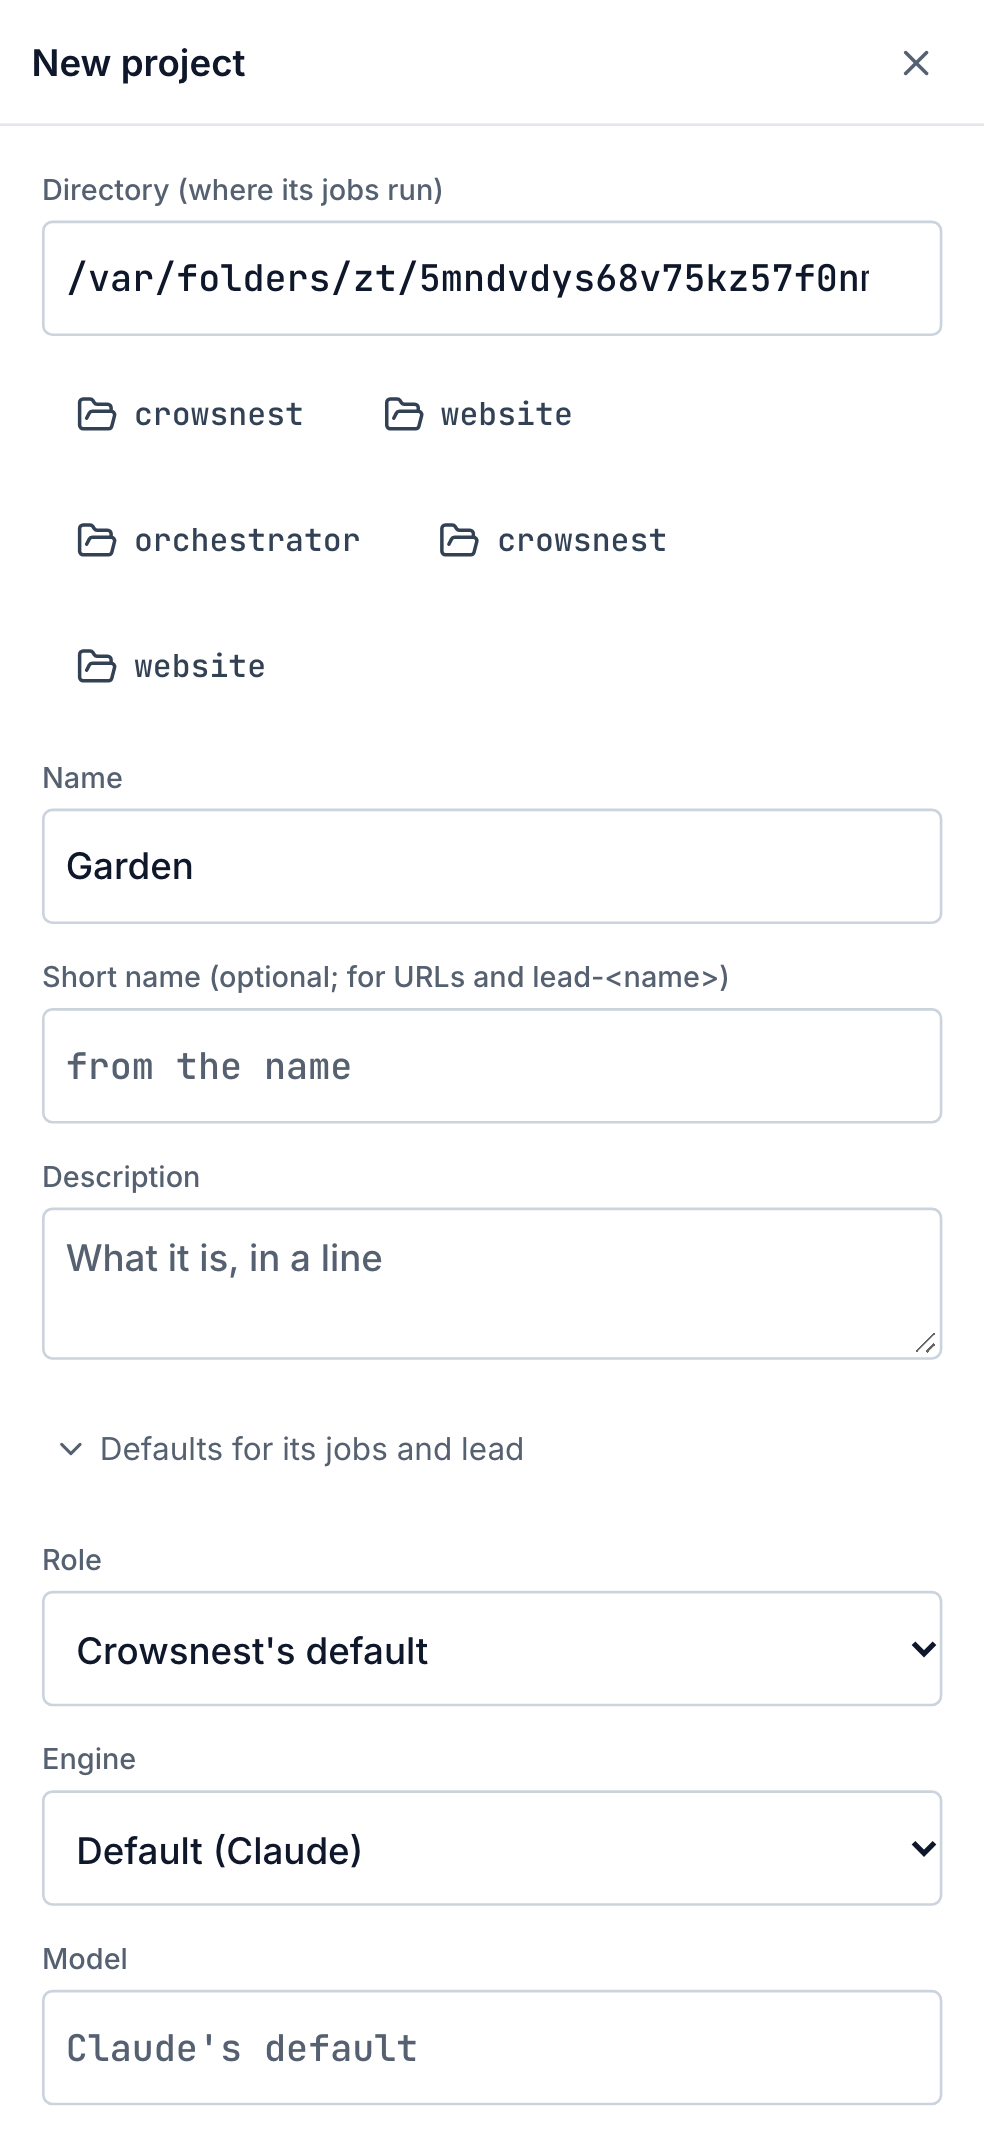 New project
Directory (where its jobs run)
/var/folders/zt/5mndvdys68v75kz57f0n
crowsnest website
orchestrator crowsnest
website
Name
Garden
Short name (optional; for URLs and lead-<name>)
from the name
Description
What it is, in a line
Defaults for its jobs and lead
Role
Crowsnest's default
Engine
Default (Claude)
Model
Claude's default